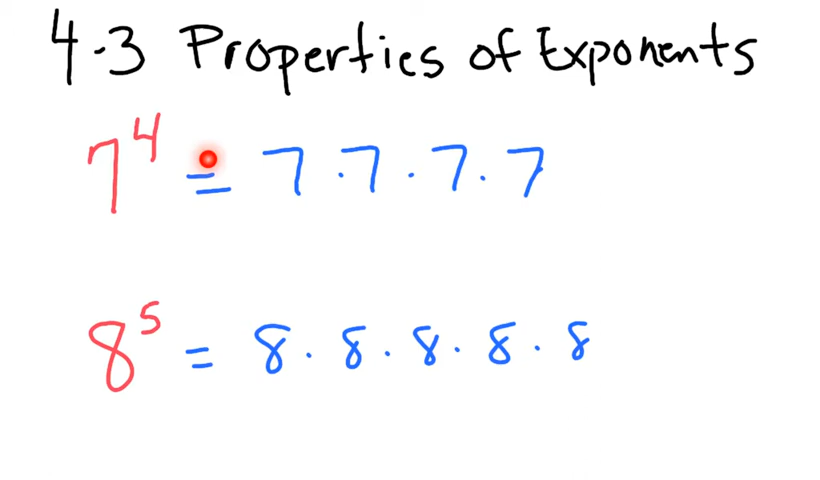 4.3 Properties of Exponents
7⁴ = 7 · 7 · 7 · 7
8⁵ = 8 · 8 · 8 · 8 · 8